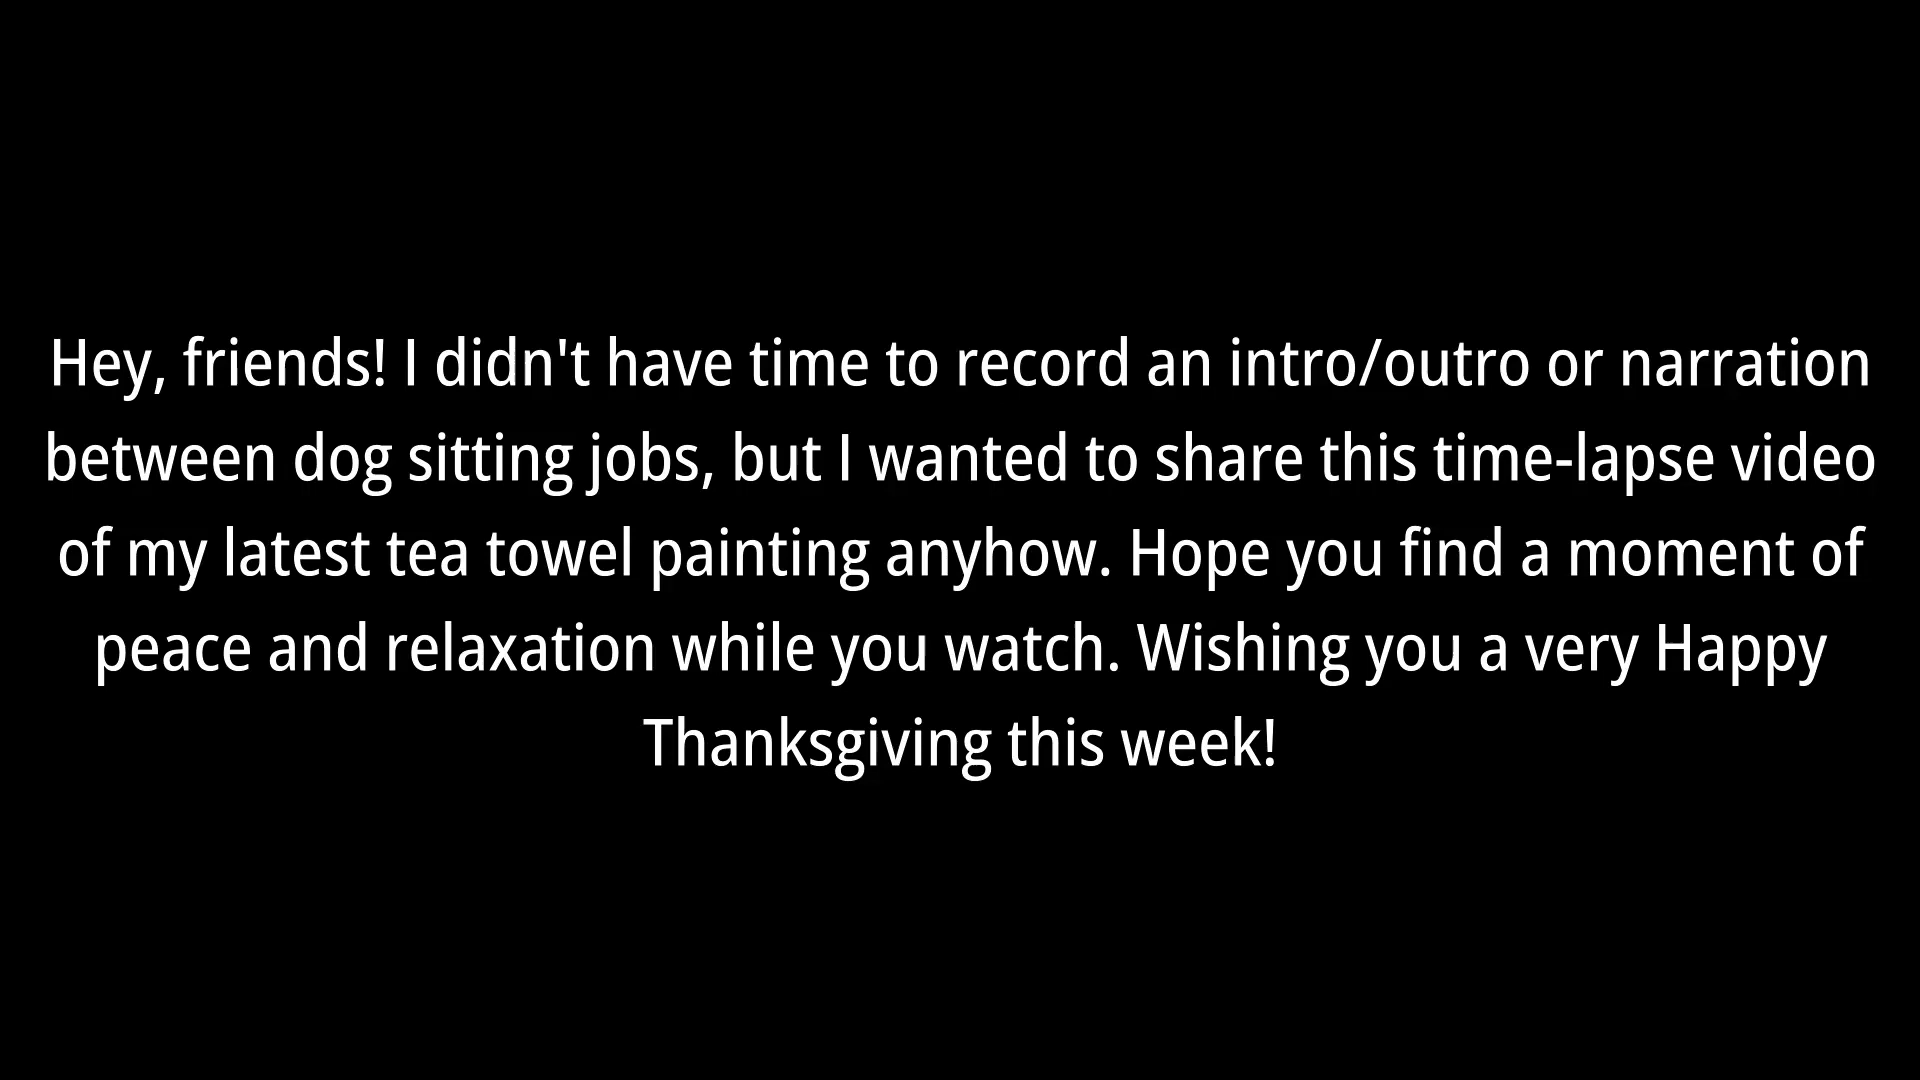 Hey, friends! I didn't have time to record an intro/outro or narration
between dog sitting jobs, but I wanted to share this time-lapse video
of my latest tea towel painting anyhow. Hope you find a moment of
peace and relaxation while you watch. Wishing you a very Happy
Thanksgiving this week!